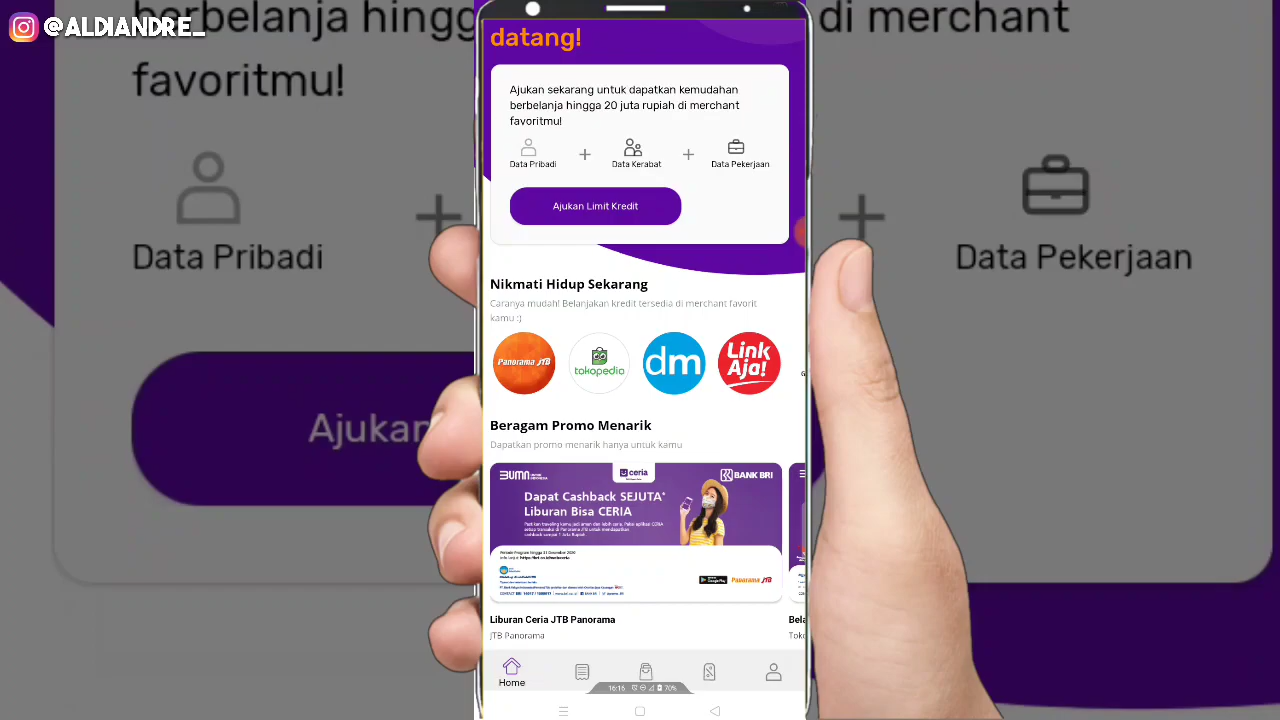 @ALDIANDRE_
berbelanja hingga
merchant
favoritmu!
Data Pribadi
Data Pekerjaan
Ajukan
datang!
Ajukan sekarang untuk dapatkan kemudahan
berbelanja hingga 20 juta rupiah di merchant
favoritmu!
Data Pribadi
Data Kerabat
Data Pekerjaan
Ajukan Limit Kredit
Nikmati Hidup Sekarang
Caranya mudah! Belanjakan kredit tersedia di merchant favorit
kamu :)
PANORAMA JTB
tokopedia
dm
Link
Aja!
Beragam Promo Menarik
Dapatkan promo menarik hanya untuk kamu
BUMN
ceria
BANK BRI
Dapat Cashback SEJUTA*
Liburan Bisa CERIA
Google Play
PANORAMA JTB
Liburan Ceria JTB Panorama
JTB Panorama
Bela
Toko
Home
16:16
70%